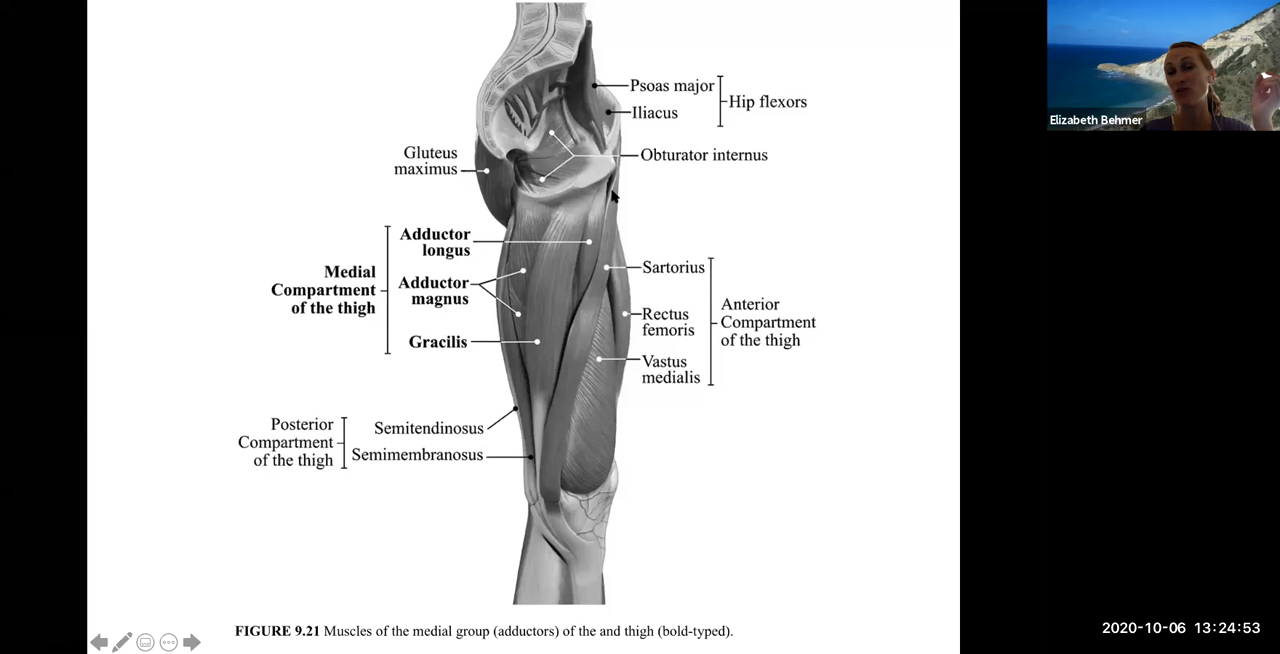 Psoas major
Iliacus
Hip flexors
Obturator internus
Gluteus
maximus
Adductor
longus
Medial
Compartment
of the thigh
Adductor
magnus
Gracilis
Sartorius
Rectus
femoris
Vastus
medialis
Anterior
Compartment
of the thigh
Posterior
Compartment
of the thigh
Semitendinosus
Semimembranosus
FIGURE 9.21 Muscles of the medial group (adductors) of the and thigh (bold-typed).
Elizabeth Behmer
2020-10-06 13:24:53